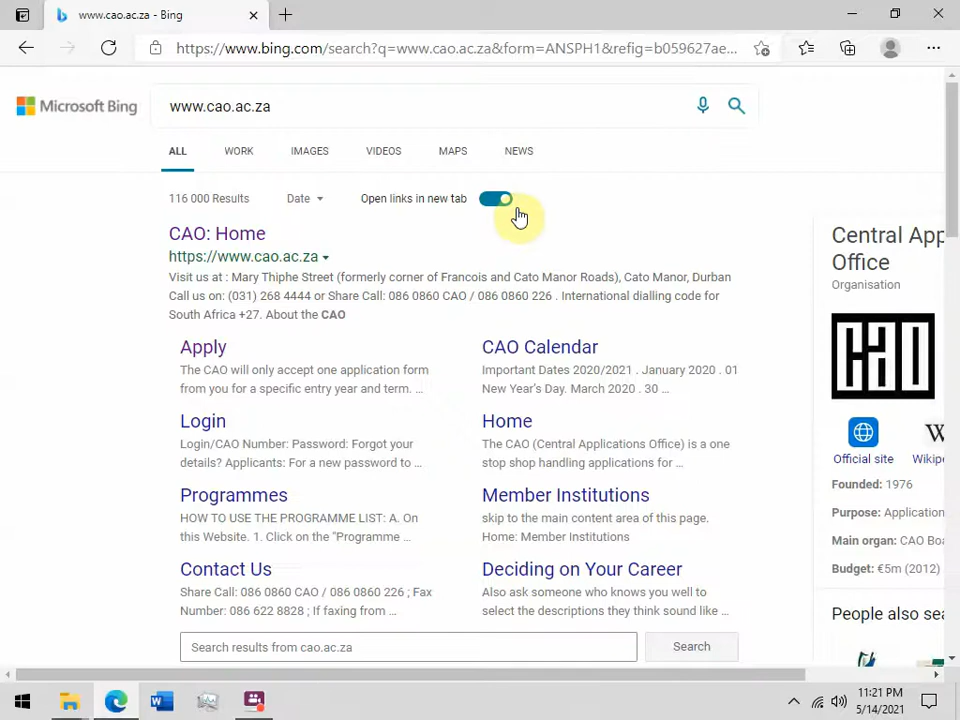 www.cao.ac.za - Bing
https://www.bing.com/search?q=www.cao.ac.za&form=ANSPH1&refig=b059627ae...
Microsoft Bing
www.cao.ac.za
ALL WORK IMAGES VIDEOS MAPS NEWS
116 000 Results Date Open links in new tab
CAO: Home
https://www.cao.ac.za
Visit us at : Mary Thiphe Street (formerly corner of Francois and Cato Manor Roads), Cato Manor, Durban
Call us on: (031) 268 4444 or Share Call: 086 0860 CAO / 086 0860 226 . International dialling code for
South Africa +27. About the CAO
Apply
The CAO will only accept one application form
from you for a specific entry year and term. ...
CAO Calendar
Important Dates 2020/2021 . January 2020 . 01
New Year's Day. March 2020 . 30 ...
Login
Login/CAO Number: Password: Forgot your
details? Applicants: For a new password to ...
Home
The CAO (Central Applications Office) is a one
stop shop handling applications for ...
Programmes
HOW TO USE THE PROGRAMME LIST: A. On
this Website. 1. Click on the "Programme ...
Member Institutions
skip to the main content area of this page.
Home: Member Institutions
Contact Us
Share Call: 086 0860 CAO / 086 0860 226 ; Fax
Number: 086 622 8828 ; If faxing from ...
Deciding on Your Career
Also ask someone who knows you well to
select the descriptions they think sound like ...
Search results from cao.ac.za Search
Central App
Office
Organisation
CAO
Official site Wikipe
Founded: 1976
Purpose: Application
Main organ: CAO Boa
Budget: €5m (2012)
People also sea
11:21 PM
5/14/2021